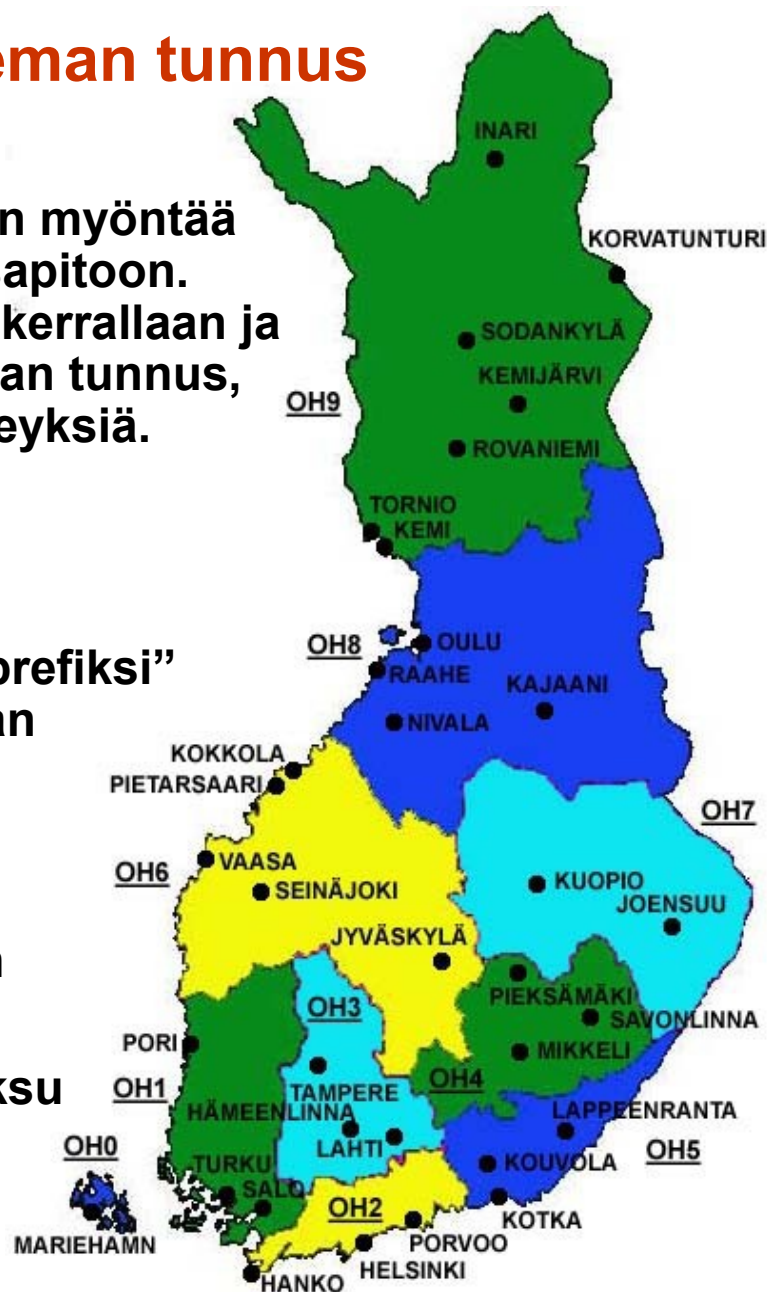 eman tunnus
n myöntää
apitoon.
kerrallaan ja
an tunnus,
eyksiä.
prefiksi”
an
n
ksu
INARI
KORVATUNTURI
SODANKYLÄ
KEMIJÄRVI
OH9
ROVANIEMI
TORNIO
KEMI
OH8
OULU
RAAHE
KAJAANI
NIVALA
KOKKOLA
PIETARSAARI
OH7
OH6
VAASA
KUOPIO
SEINÄJOKI
JOENSUU
JYVÄSKYLÄ
PIEKSÄMÄKI
OH3
SAVONLINNA
PORI
MIKKELI
OH1
TAMPERE
OH4
HÄMEENLINNA
LAPPEENRANTA
OH0
LAHTI
OH5
TURKU
KOUVOLA
SALO
OH2
KOTKA
MARIEHAMN
PORVOO
HELSINKI
HANKO